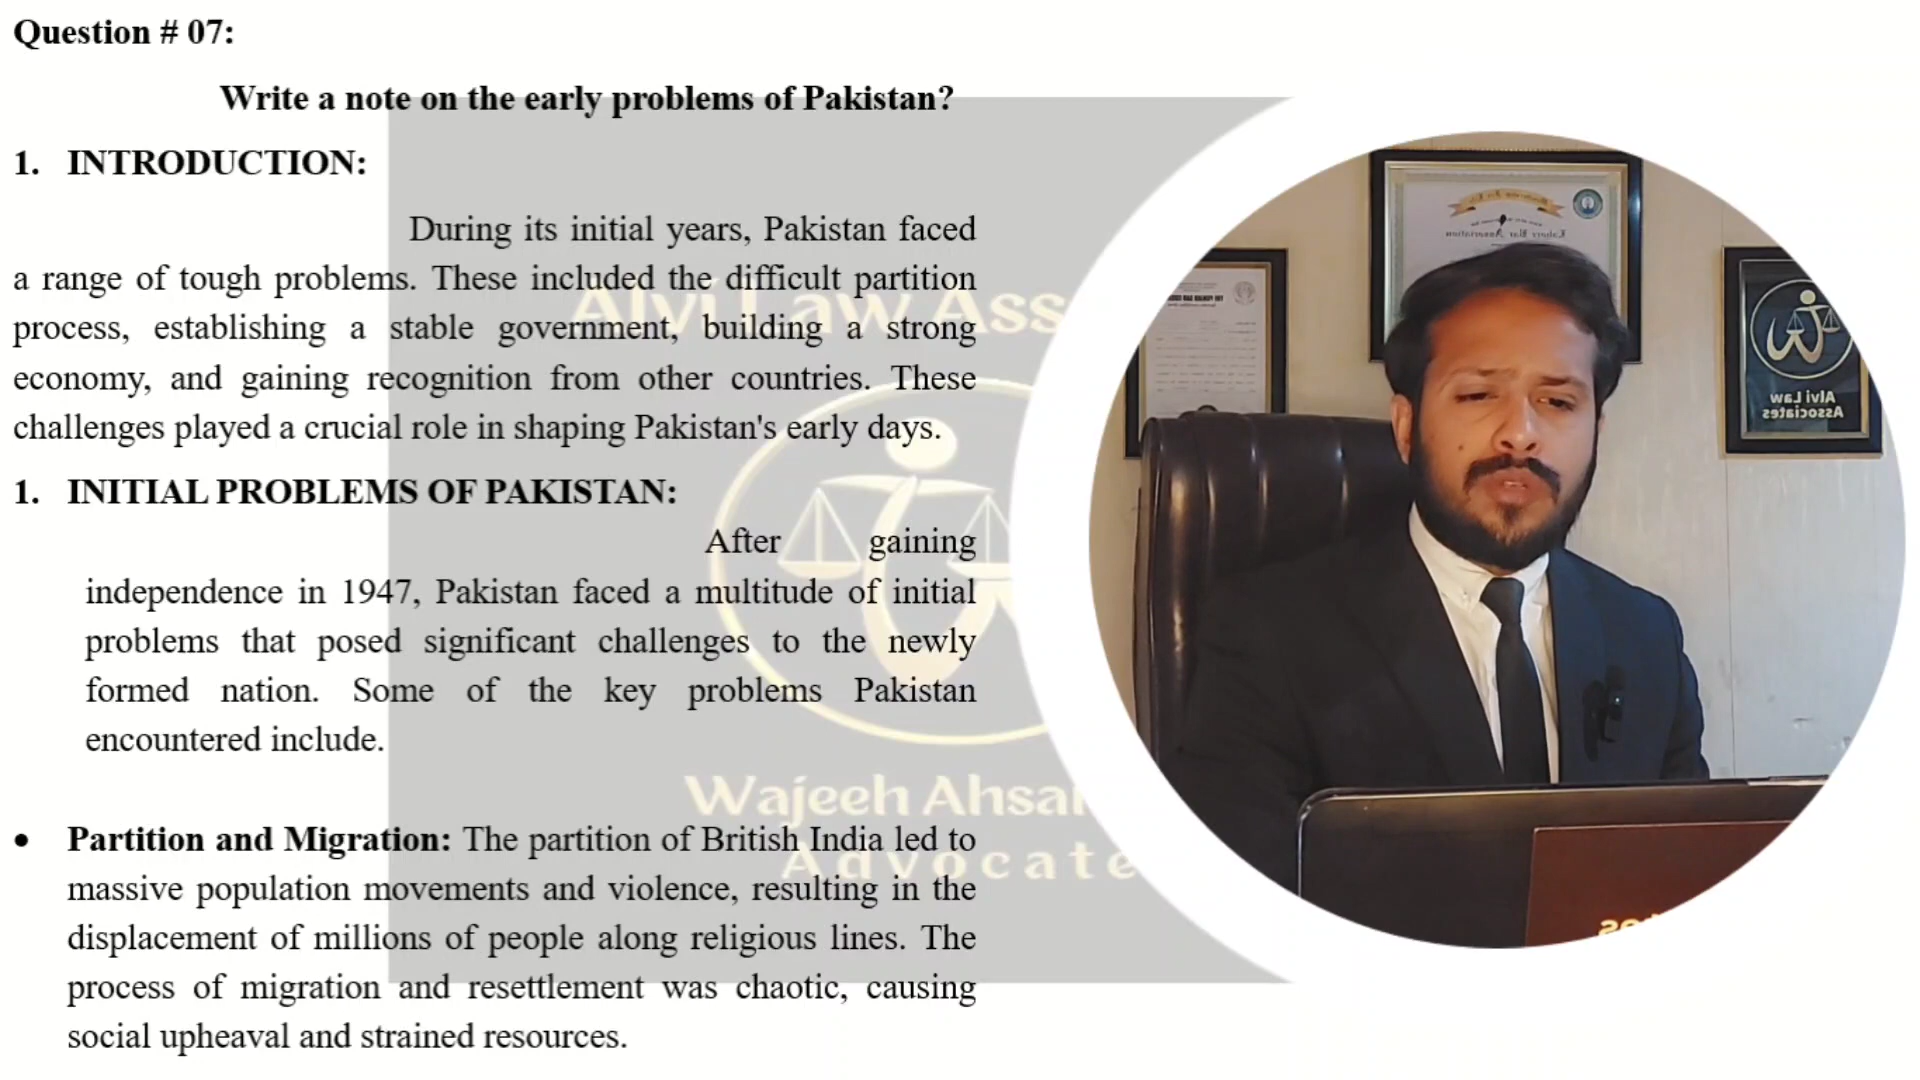 Question # 07:
Write a note on the early problems of Pakistan?
1. INTRODUCTION:
During its initial years, Pakistan faced
a range of tough problems. These included the difficult partition
process, establishing a stable government, building a strong
economy, and gaining recognition from other countries. These
challenges played a crucial role in shaping Pakistan's early days.
1. INITIAL PROBLEMS OF PAKISTAN:
After gaining
independence in 1947, Pakistan faced a multitude of initial
problems that posed significant challenges to the newly
formed nation. Some of the key problems Pakistan
encountered include.
• Partition and Migration: The partition of British India led to
massive population movements and violence, resulting in the
displacement of millions of people along religious lines. The
process of migration and resettlement was chaotic, causing
social upheaval and strained resources.
Alvi Law Ass
Wajeeh Ahsa
Advocate
Lahore Bar Association
Alvi Law
Associates